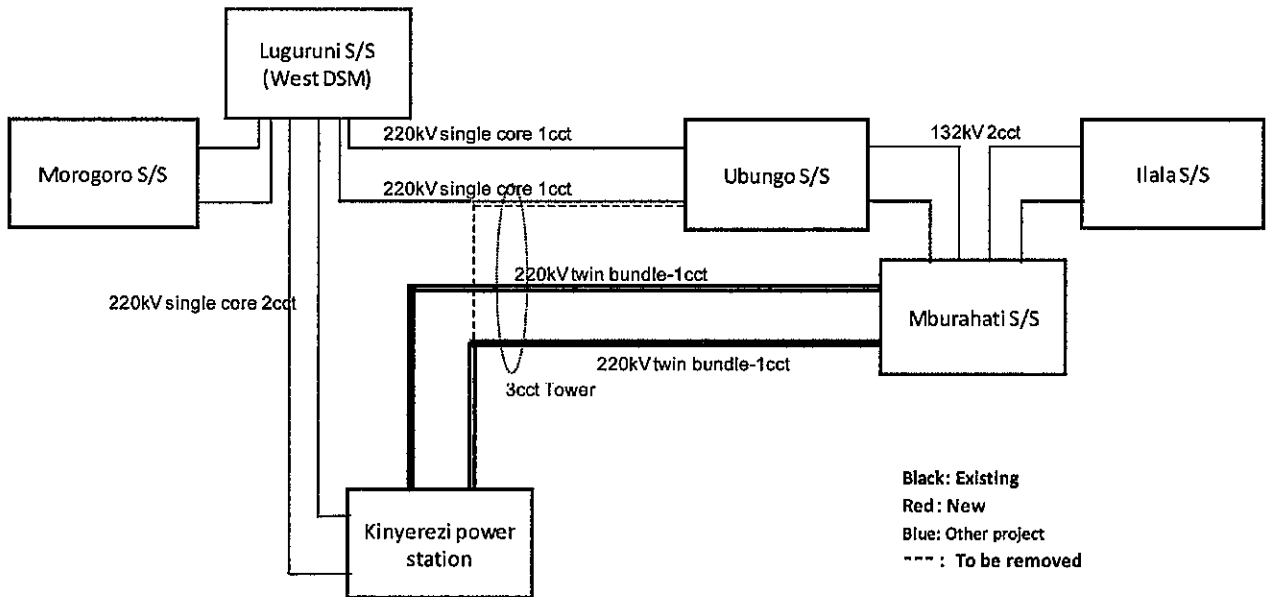 Luguruni S/S
(West DSM)
Morogoro S/S
220kV single core 1cct
220kV single core 1cct
Ubungo S/S
132kV 2cct
Ilala S/S
220kV single core 2cct
220kV twin bundle-1cct
Mburahati S/S
220kV twin bundle-1cct
3cct Tower
Kinyerezi power
station
Black: Existing
Red: New
Blue: Other project
---: To be removed